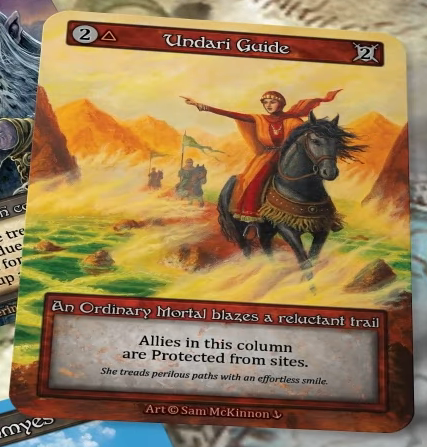 2 Undari Guide 2
An Ordinary Mortal blazes a reluctant trail
Allies in this column
are Protected from sites.
She treads perilous paths with an effortless smile.
Art © Sam McKinnon